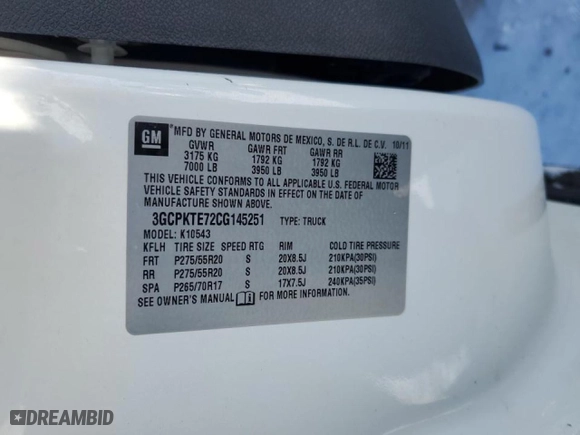 GM MFD BY GENERAL MOTORS DE MEXICO, S. DE R.L. DE C.V. 10/11
GVWR GAWR FRT GAWR RR
3175 KG 1792 KG 1792 KG
7000 LB 3950 LB 3950 LB
THIS VEHICLE CONFORMS TO ALL APPLICABLE U.S. FEDERAL MOTOR
VEHICLE SAFETY STANDARDS IN EFFECT ON THE DATE OF
MANUFACTURE SHOWN ABOVE.
3GCPKTE72CG145251 TYPE: TRUCK
MODEL: K10543
KFLH TIRE SIZE SPEED RTG RIM COLD TIRE PRESSURE
FRT P275/55R20 S 20X8.5J 210KPA(30PSI)
RR P275/55R20 S 20X8.5J 210KPA(30PSI)
SPA P265/70R17 S 17X7.5J 240KPA(35PSI)
SEE OWNER'S MANUAL FOR MORE INFORMATION.
DREAMBID